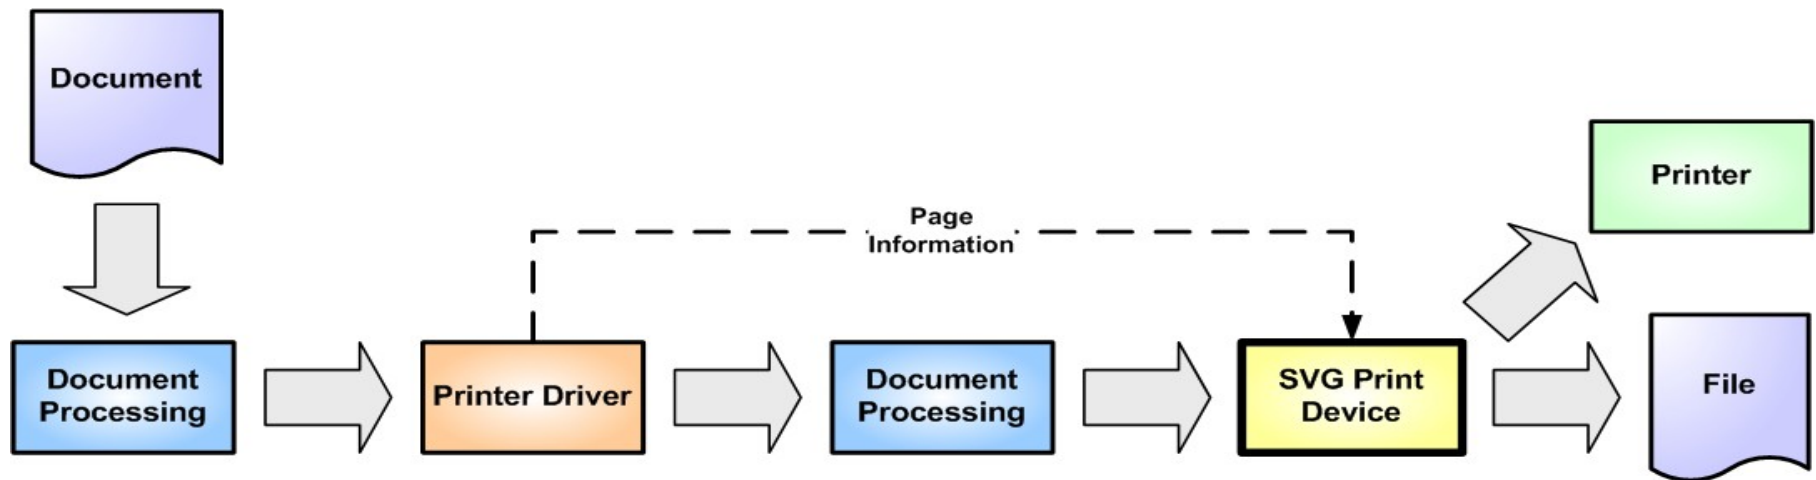 Document
Printer
Page
Information
Document
Processing
Printer Driver
Document
Processing
SVG Print
Device
File